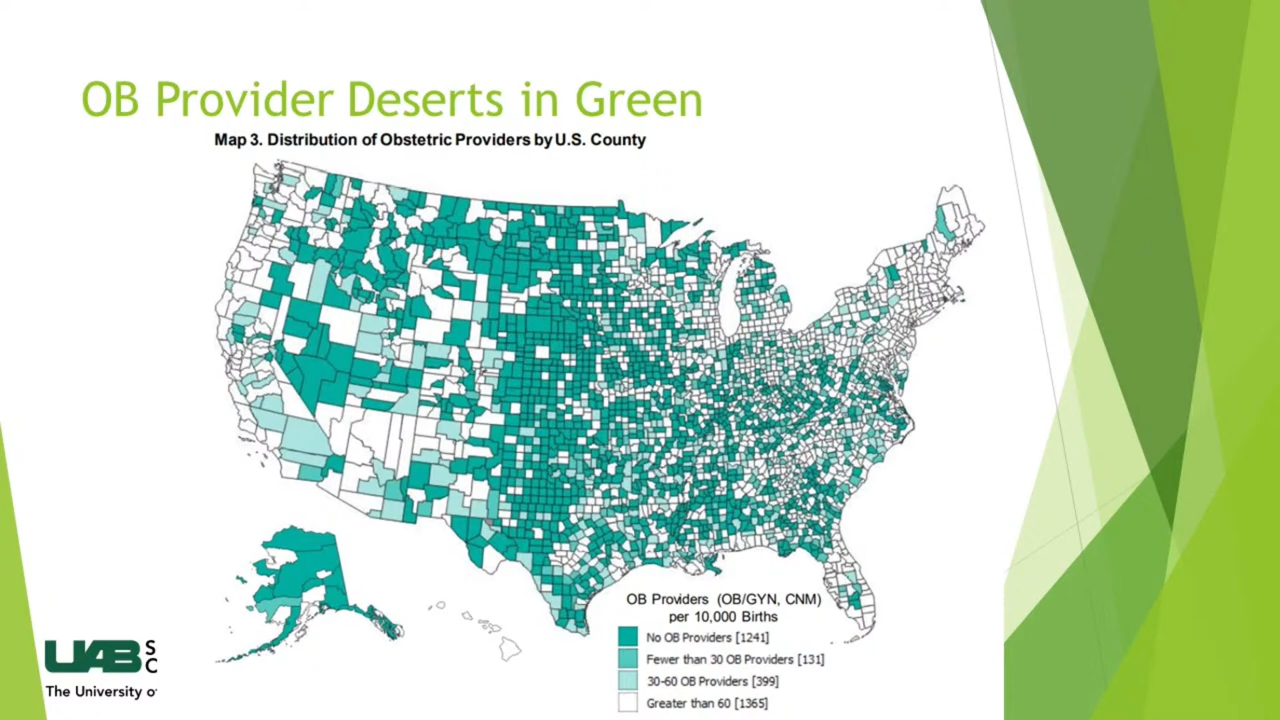 OB Provider Deserts in Green
Map 3. Distribution of Obstetric Providers by U.S. County
OB Providers (OB/GYN, CNM)
per 10,000 Births
No OB Providers [1241]
Fewer than 30 OB Providers [131]
30-60 OB Providers [399]
Greater than 60 [1365]
UAB
S
C
The University o